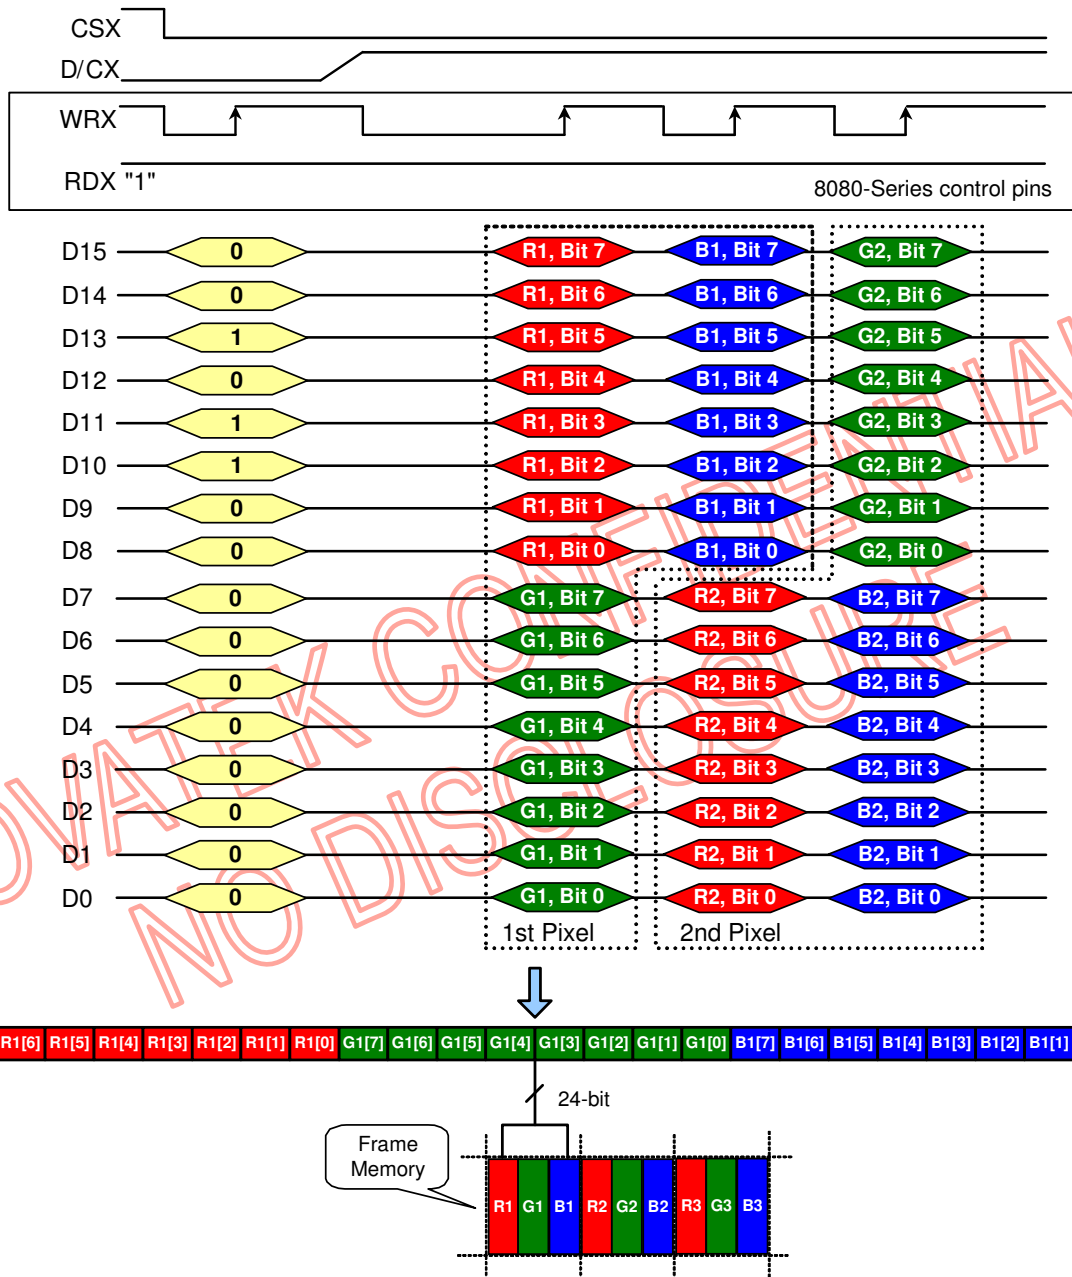 CSX
D/CX
WRX
RDX "1"
8080-Series control pins
D15 0 R1, Bit 7 B1, Bit 7 G2, Bit 7
D14 0 R1, Bit 6 B1, Bit 6 G2, Bit 6
D13 1 R1, Bit 5 B1, Bit 5 G2, Bit 5
D12 0 R1, Bit 4 B1, Bit 4 G2, Bit 4
D11 1 R1, Bit 3 B1, Bit 3 G2, Bit 3
D10 1 R1, Bit 2 B1, Bit 2 G2, Bit 2
D9 0 R1, Bit 1 B1, Bit 1 G2, Bit 1
D8 0 R1, Bit 0 B1, Bit 0 G2, Bit 0
D7 0 G1, Bit 7 R2, Bit 7 B2, Bit 7
D6 0 G1, Bit 6 R2, Bit 6 B2, Bit 6
D5 0 G1, Bit 5 R2, Bit 5 B2, Bit 5
D4 0 G1, Bit 4 R2, Bit 4 B2, Bit 4
D3 0 G1, Bit 3 R2, Bit 3 B2, Bit 3
D2 0 G1, Bit 2 R2, Bit 2 B2, Bit 2
D1 0 G1, Bit 1 R2, Bit 1 B2, Bit 1
D0 0 G1, Bit 0 R2, Bit 0 B2, Bit 0
1st Pixel 2nd Pixel
OVATEK CONFIDENTIAL
NO DISCLOSURE
R1[6] R1[5] R1[4] R1[3] R1[2] R1[1] R1[0] G1[7] G1[6] G1[5] G1[4] G1[3] G1[2] G1[1] G1[0] B1[7] B1[6] B1[5] B1[4] B1[3] B1[2] B1[1]
24-bit
Frame
Memory
R1 G1 B1 R2 G2 B2 R3 G3 B3